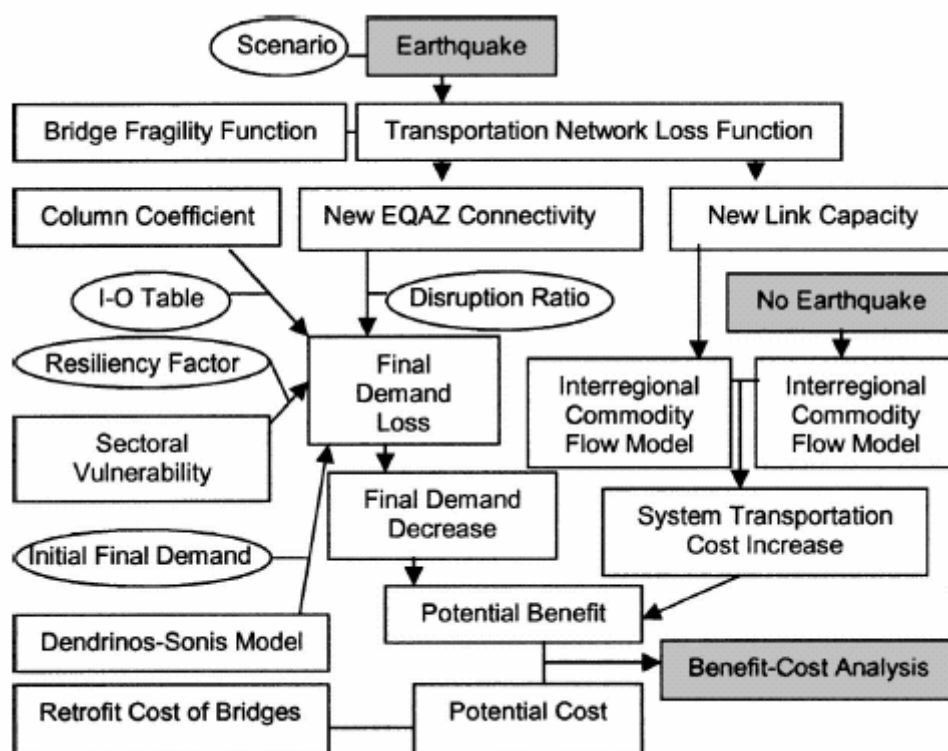 Scenario
Earthquake
Bridge Fragility Function
Transportation Network Loss Function
Column Coefficient
New EQAZ Connectivity
New Link Capacity
I-O Table
Disruption Ratio
No Earthquake
Resiliency Factor
Final
Demand
Loss
Interregional
Commodity
Flow Model
Interregional
Commodity
Flow Model
Sectoral
Vulnerability
Final Demand
Decrease
System Transportation
Cost Increase
Initial Final Demand
Potential Benefit
Dendrinos-Sonis Model
Benefit-Cost Analysis
Retrofit Cost of Bridges
Potential Cost